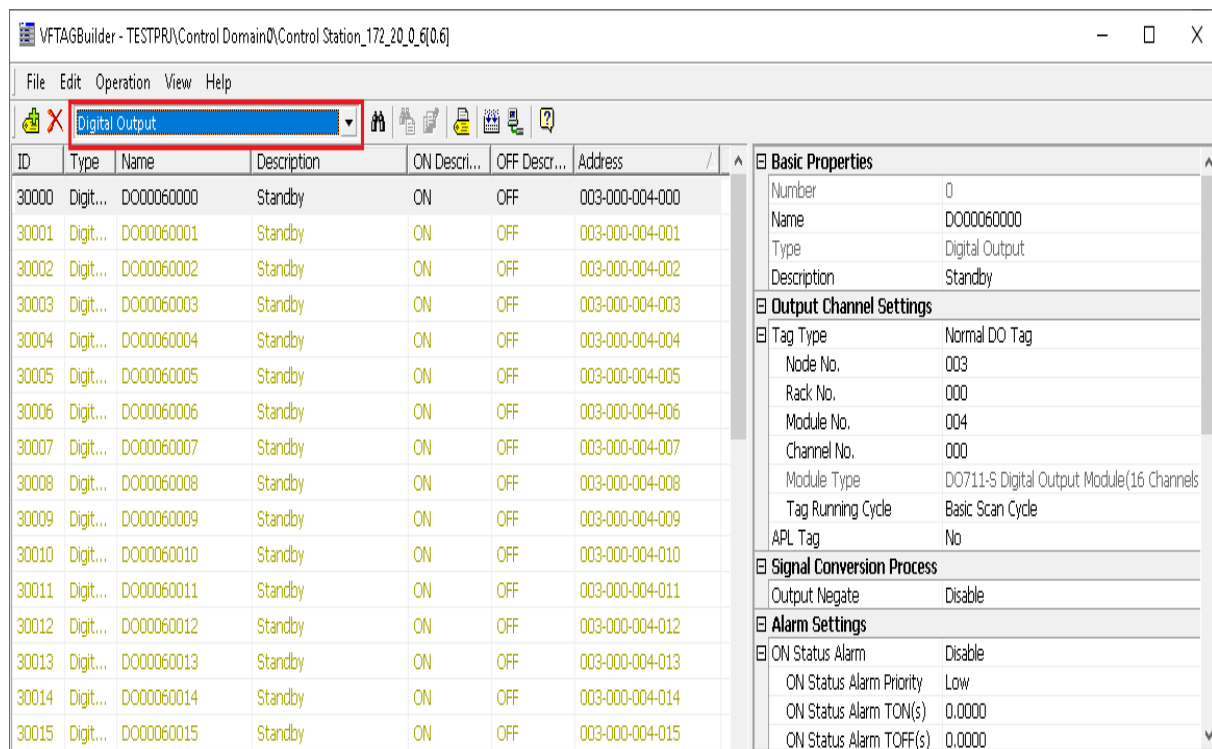 VFTAGBuilder - TESTPRJ\Control Domain0\Control Station_172_20_0_6[0.6]
File Edit Operation View Help
Digital Output
ID Type Name Description ON Descri... OFF Descr... Address
30000 Digit... DO00060000 Standby ON OFF 003-000-004-000
30001 Digit... DO00060001 Standby ON OFF 003-000-004-001
30002 Digit... DO00060002 Standby ON OFF 003-000-004-002
30003 Digit... DO00060003 Standby ON OFF 003-000-004-003
30004 Digit... DO00060004 Standby ON OFF 003-000-004-004
30005 Digit... DO00060005 Standby ON OFF 003-000-004-005
30006 Digit... DO00060006 Standby ON OFF 003-000-004-006
30007 Digit... DO00060007 Standby ON OFF 003-000-004-007
30008 Digit... DO00060008 Standby ON OFF 003-000-004-008
30009 Digit... DO00060009 Standby ON OFF 003-000-004-009
30010 Digit... DO00060010 Standby ON OFF 003-000-004-010
30011 Digit... DO00060011 Standby ON OFF 003-000-004-011
30012 Digit... DO00060012 Standby ON OFF 003-000-004-012
30013 Digit... DO00060013 Standby ON OFF 003-000-004-013
30014 Digit... DO00060014 Standby ON OFF 003-000-004-014
30015 Digit... DO00060015 Standby ON OFF 003-000-004-015
Basic Properties
Number 0
Name DO00060000
Type Digital Output
Description Standby
Output Channel Settings
Tag Type Normal DO Tag
Node No. 003
Rack No. 000
Module No. 004
Channel No. 000
Module Type DO711-S Digital Output Module(16 Channels
Tag Running Cycle Basic Scan Cycle
APL Tag No
Signal Conversion Process
Output Negate Disable
Alarm Settings
ON Status Alarm Disable
ON Status Alarm Priority Low
ON Status Alarm TON(s) 0.0000
ON Status Alarm TOFF(s) 0.0000